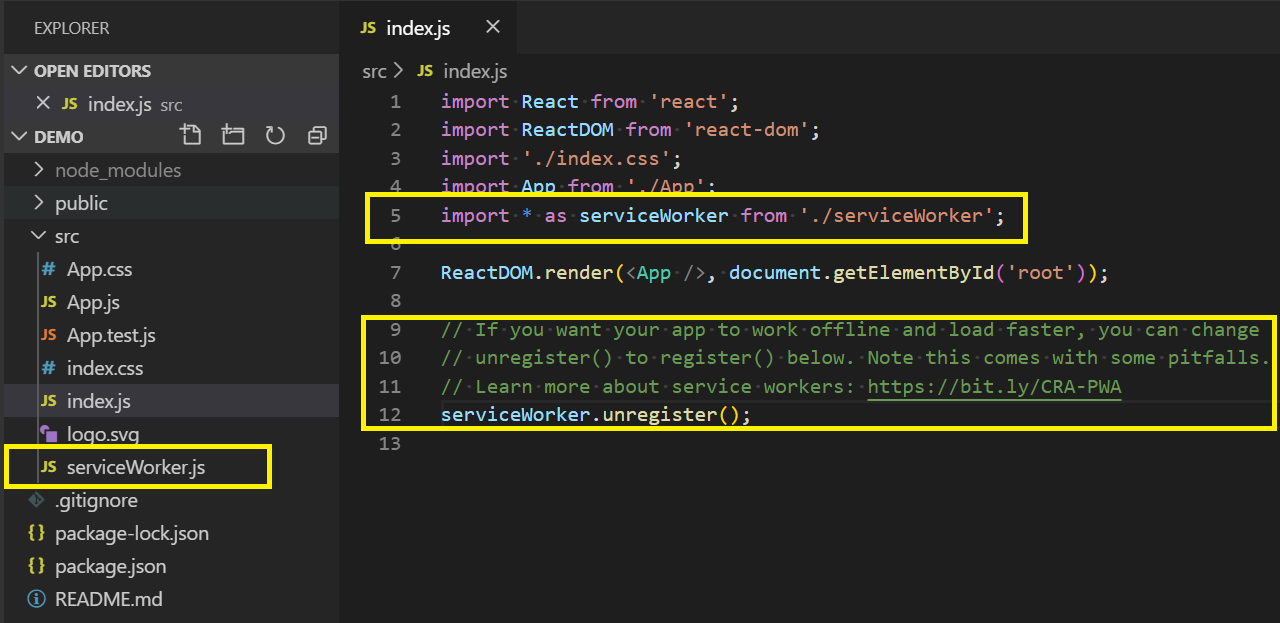 EXPLORER
OPEN EDITORS
JS index.js src
DEMO
node_modules
public
src
# App.css
JS App.js
JS App.test.js
# index.css
JS index.js
logo.svg
JS serviceWorker.js
.gitignore
{} package-lock.json
{} package.json
README.md
JS index.js
src > JS index.js
1 import React from 'react';
2 import ReactDOM from 'react-dom';
3 import './index.css';
4 import App from './App';
5 import * as serviceWorker from './serviceWorker';
6
7 ReactDOM.render(<App />, document.getElementById('root'));
8
9 // If you want your app to work offline and load faster, you can change
10 // unregister() to register() below. Note this comes with some pitfalls.
11 // Learn more about service workers: https://bit.ly/CRA-PWA
12 serviceWorker.unregister();
13